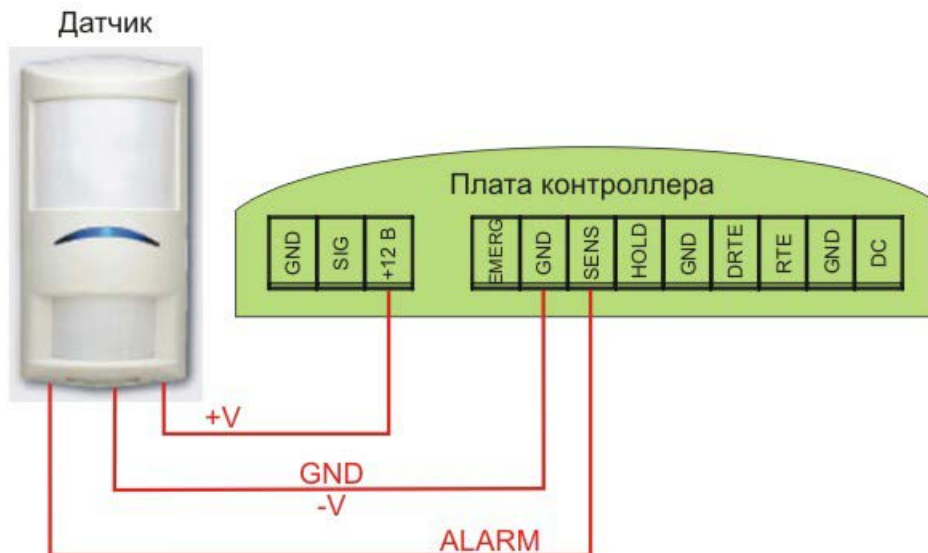 Датчик
Плата контроллера
GND SIG +12 В EMERG GND SENS HOLD GND DRTE RTE GND DC
+V
GND
-V
ALARM